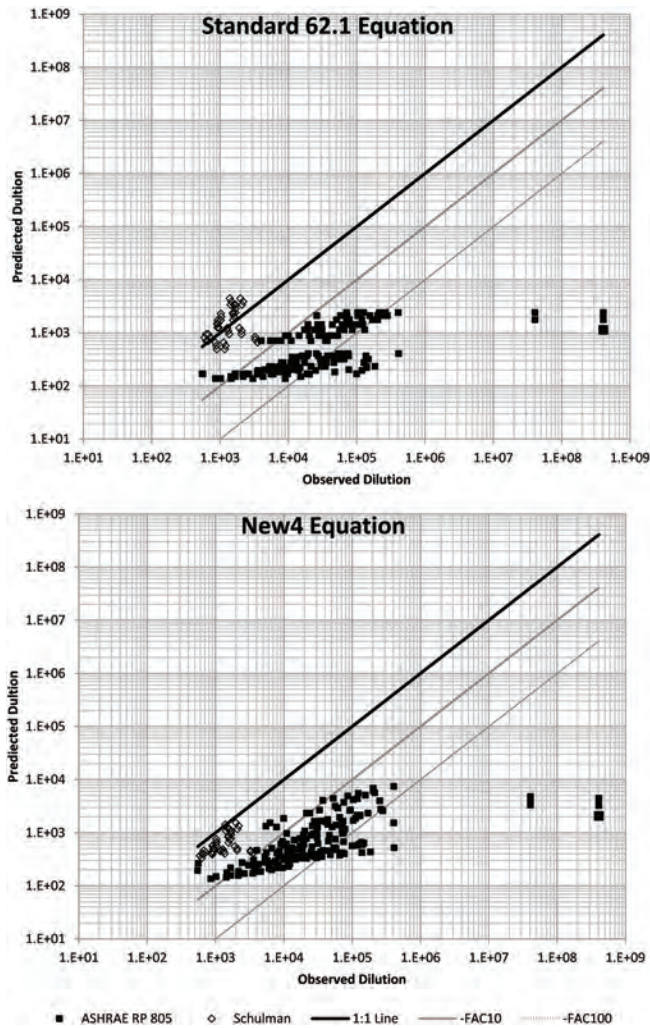 Standard 62.1 Equation
1.E+09
1.E+08
1.E+07
1.E+06
1.E+05
1.E+04
1.E+03
1.E+02
1.E+01
Prediected Dultion
1.E+01 1.E+02 1.E+03 1.E+04 1.E+05 1.E+06 1.E+07 1.E+08 1.E+09
Observed Dilution
New4 Equation
1.E+09
1.E+08
1.E+07
1.E+06
1.E+05
1.E+04
1.E+03
1.E+02
1.E+01
Prediected Dultion
1.E+01 1.E+02 1.E+03 1.E+04 1.E+05 1.E+06 1.E+07 1.E+08 1.E+09
Observed Dilution
ASHRAE RP 805 Schulman 1:1 Line -FAC10 -FAC100